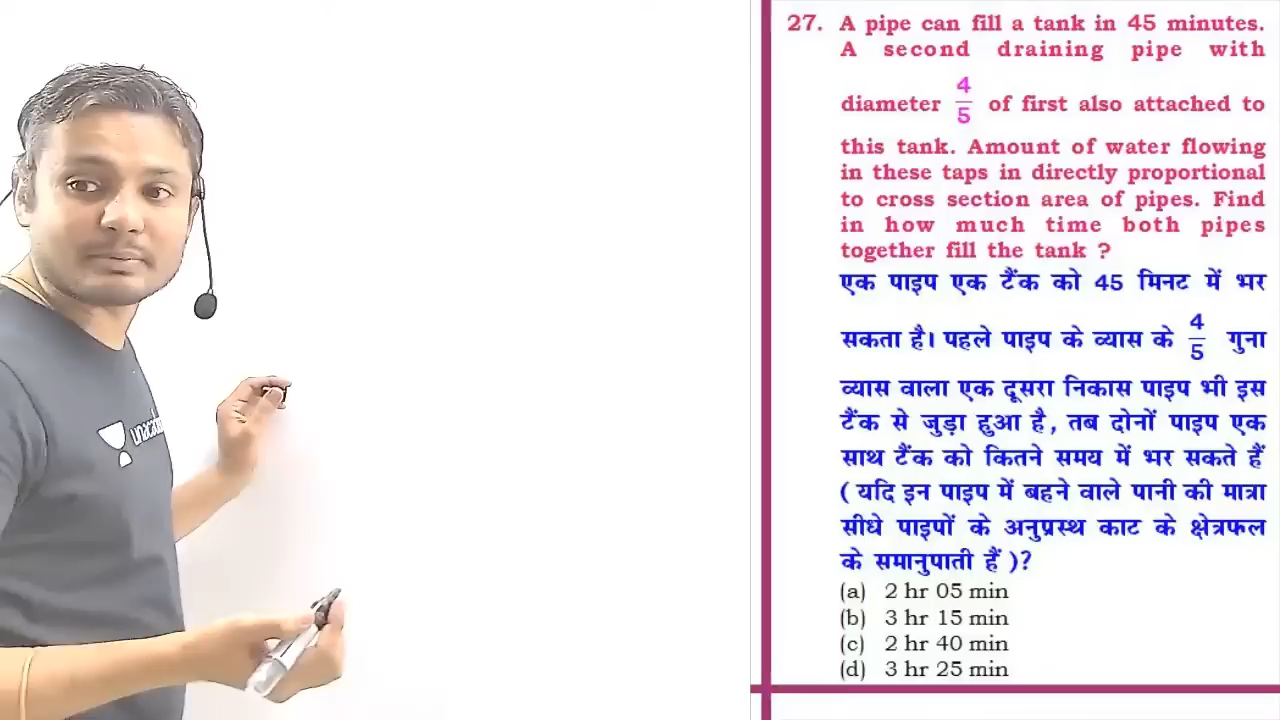 27. A pipe can fill a tank in 45 minutes.
A second draining pipe with
diameter 4/5 of first also attached to
this tank. Amount of water flowing
in these taps in directly proportional
to cross section area of pipes. Find
in how much time both pipes
together fill the tank ?
एक पाइप एक टैंक को 45 मिनट में भर
सकता है। पहले पाइप के व्यास के 4/5 गुना
व्यास वाला एक दूसरा निकास पाइप भी इस
टैंक से जुड़ा हुआ है, तब दोनों पाइप एक
साथ टैंक को कितने समय में भर सकते हैं
( यदि इन पाइप में बहने वाले पानी की मात्रा
सीधे पाइपों के अनुप्रस्थ काट के क्षेत्रफल
के समानुपाती हैं )?
(a) 2 hr 05 min
(b) 3 hr 15 min
(c) 2 hr 40 min
(d) 3 hr 25 min